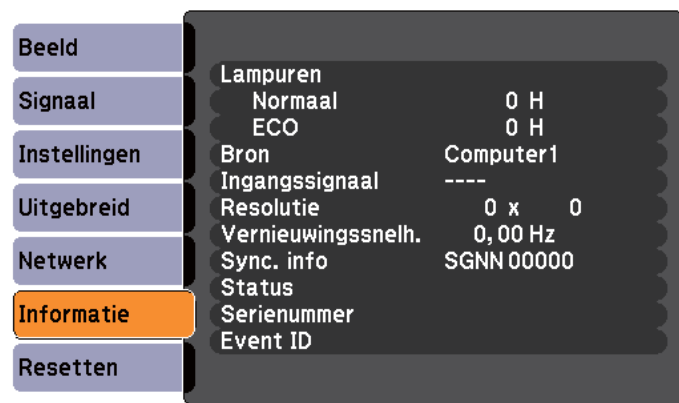 Beeld
Signaal
Instellingen
Uitgebreid
Netwerk
Informatie
Resetten
Lampuren
Normaal 0 H
ECO 0 H
Bron Computer1
Ingangssignaal ----
Resolutie 0 x 0
Vernieuwingssnelh. 0,00 Hz
Sync. info SGNN 00000
Status
Serienummer
Event ID